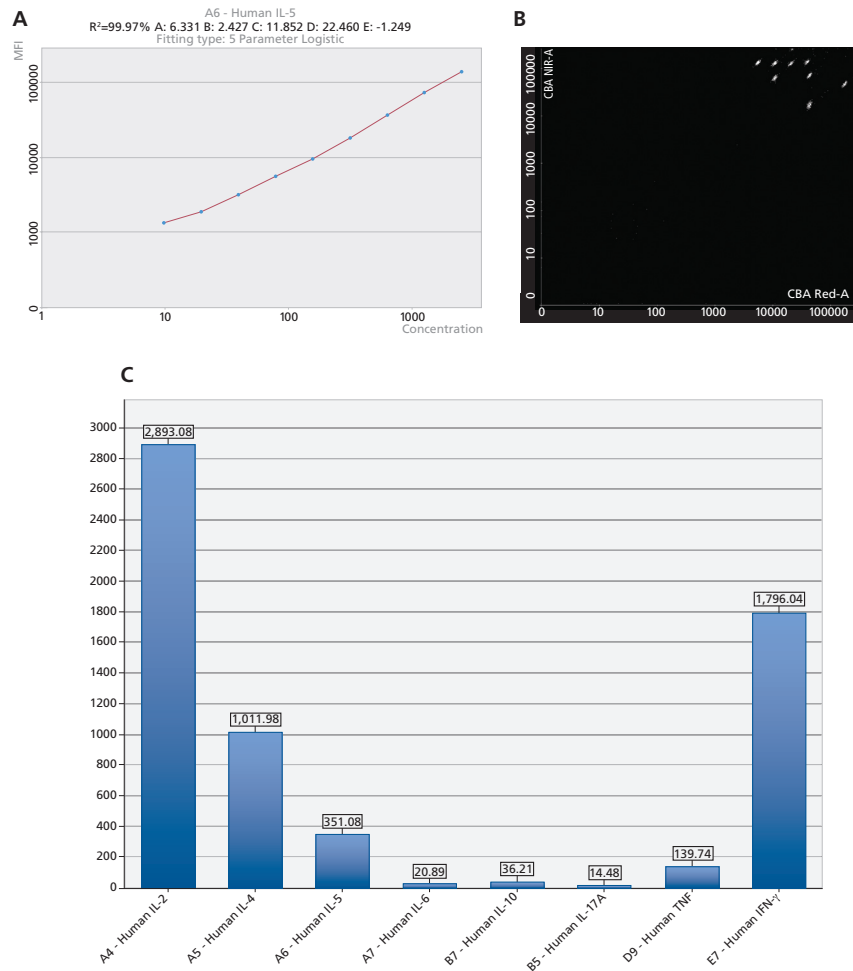 A
A6 - Human IL-5
R²=99.97% A: 6.331 B: 2.427 C: 11.852 D: 22.460 E: -1.249
Fitting type: 5 Parameter Logistic
MFI
100000
10000
1000
0
1
10
100
1000
Concentration
B
CBA NIR-A
100000
10000
1000
100
10
0
CBA Red-A
0
10
100
1000
10000
100000
C
3000
2800
2600
2400
2200
2000
1800
1600
1400
1200
1000
800
600
400
200
0
2,893.08
1,011.98
351.08
20.89
36.21
14.48
139.74
1,796.04
A4 - Human IL-2
A5 - Human IL-4
A6 - Human IL-5
A7 - Human IL-6
B7 - Human IL-10
B5 - Human IL-17A
D9 - Human TNF
E7 - Human IFN-γ